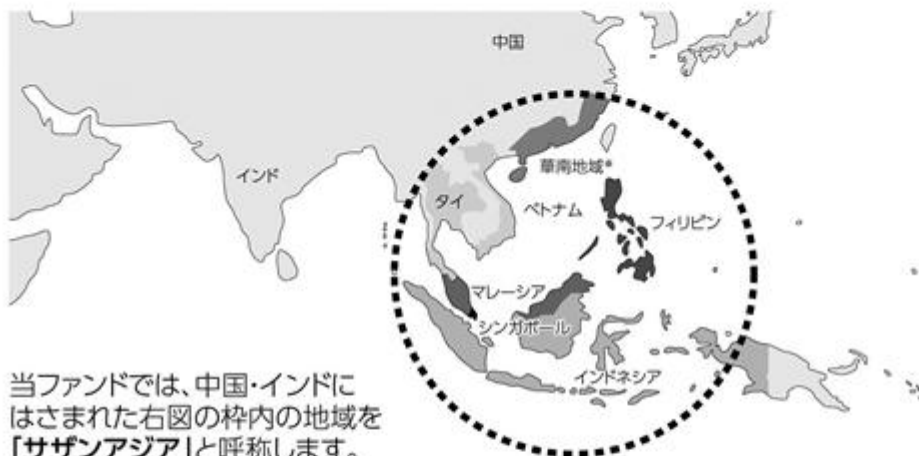 中国
インド
華南地域*
タイ
ベトナム
フィリピン
マレーシア
シンガポール
インドネシア
当ファンドでは、中国・インドに
はさまれた右図の枠内の地域を
「サザンアジア」と呼称します。